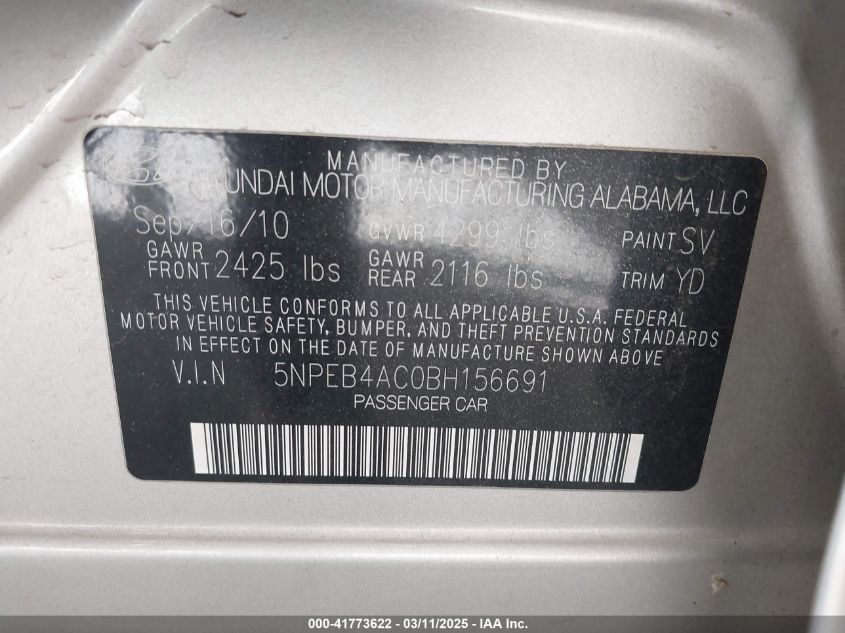 MANUFACTURED BY
HYUNDAI MOTOR MANUFACTURING ALABAMA, LLC
Sep/16/10 GVWR 4299 lbs PAINT SV
GAWR FRONT 2425 lbs GAWR REAR 2116 lbs TRIM YD
THIS VEHICLE CONFORMS TO ALL APPLICABLE U.S.A. FEDERAL
MOTOR VEHICLE SAFETY, BUMPER, AND THEFT PREVENTION STANDARDS
IN EFFECT ON THE DATE OF MANUFACTURE SHOWN ABOVE
V.I.N 5NPEB4AC0BH156691
PASSENGER CAR
000-41773622 - 03/11/2025 - IAA Inc.